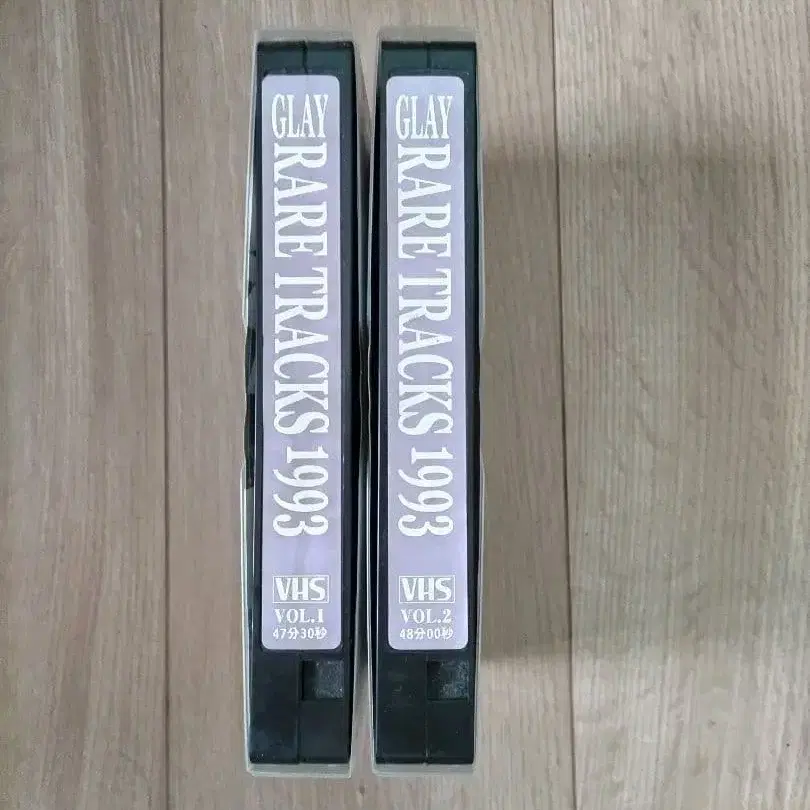 GLAY
RARE TRACKS 1993
VHS
VOL.1
47分30秒
GLAY
RARE TRACKS 1993
VHS
VOL.2
48分00秒